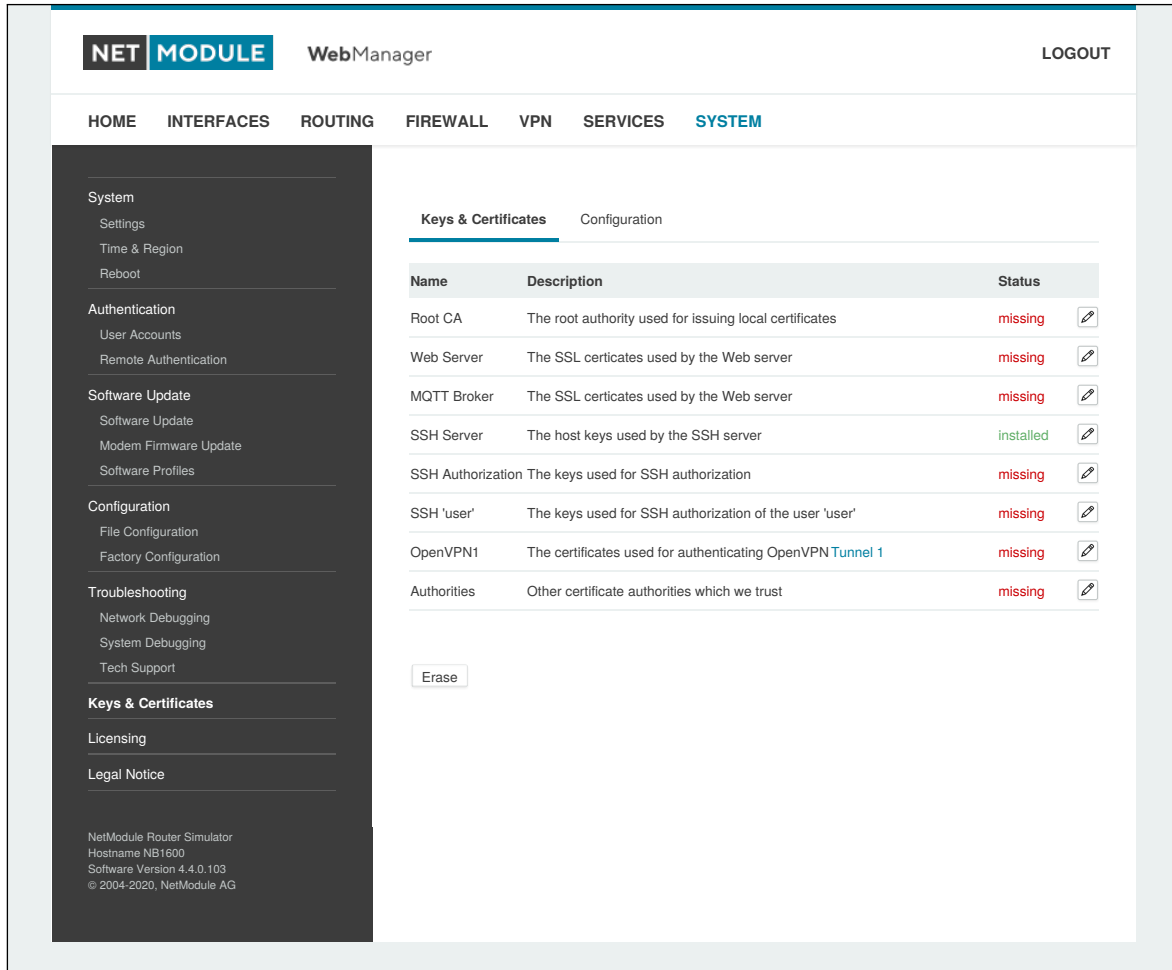 NET MODULE WebManager LOGOUT
HOME INTERFACES ROUTING FIREWALL VPN SERVICES SYSTEM
System
Settings
Time & Region
Reboot
Authentication
User Accounts
Remote Authentication
Software Update
Software Update
Modem Firmware Update
Software Profiles
Configuration
File Configuration
Factory Configuration
Troubleshooting
Network Debugging
System Debugging
Tech Support
Keys & Certificates
Licensing
Legal Notice
NetModule Router Simulator
Hostname NB1600
Software Version 4.4.0.103
© 2004-2020, NetModule AG
Keys & Certificates Configuration
Name Description Status
Root CA The root authority used for issuing local certificates missing
Web Server The SSL certicates used by the Web server missing
MQTT Broker The SSL certicates used by the Web server missing
SSH Server The host keys used by the SSH server installed
SSH Authorization The keys used for SSH authorization missing
SSH 'user' The keys used for SSH authorization of the user 'user' missing
OpenVPN1 The certificates used for authenticating OpenVPN Tunnel 1 missing
Authorities Other certificate authorities which we trust missing
Erase